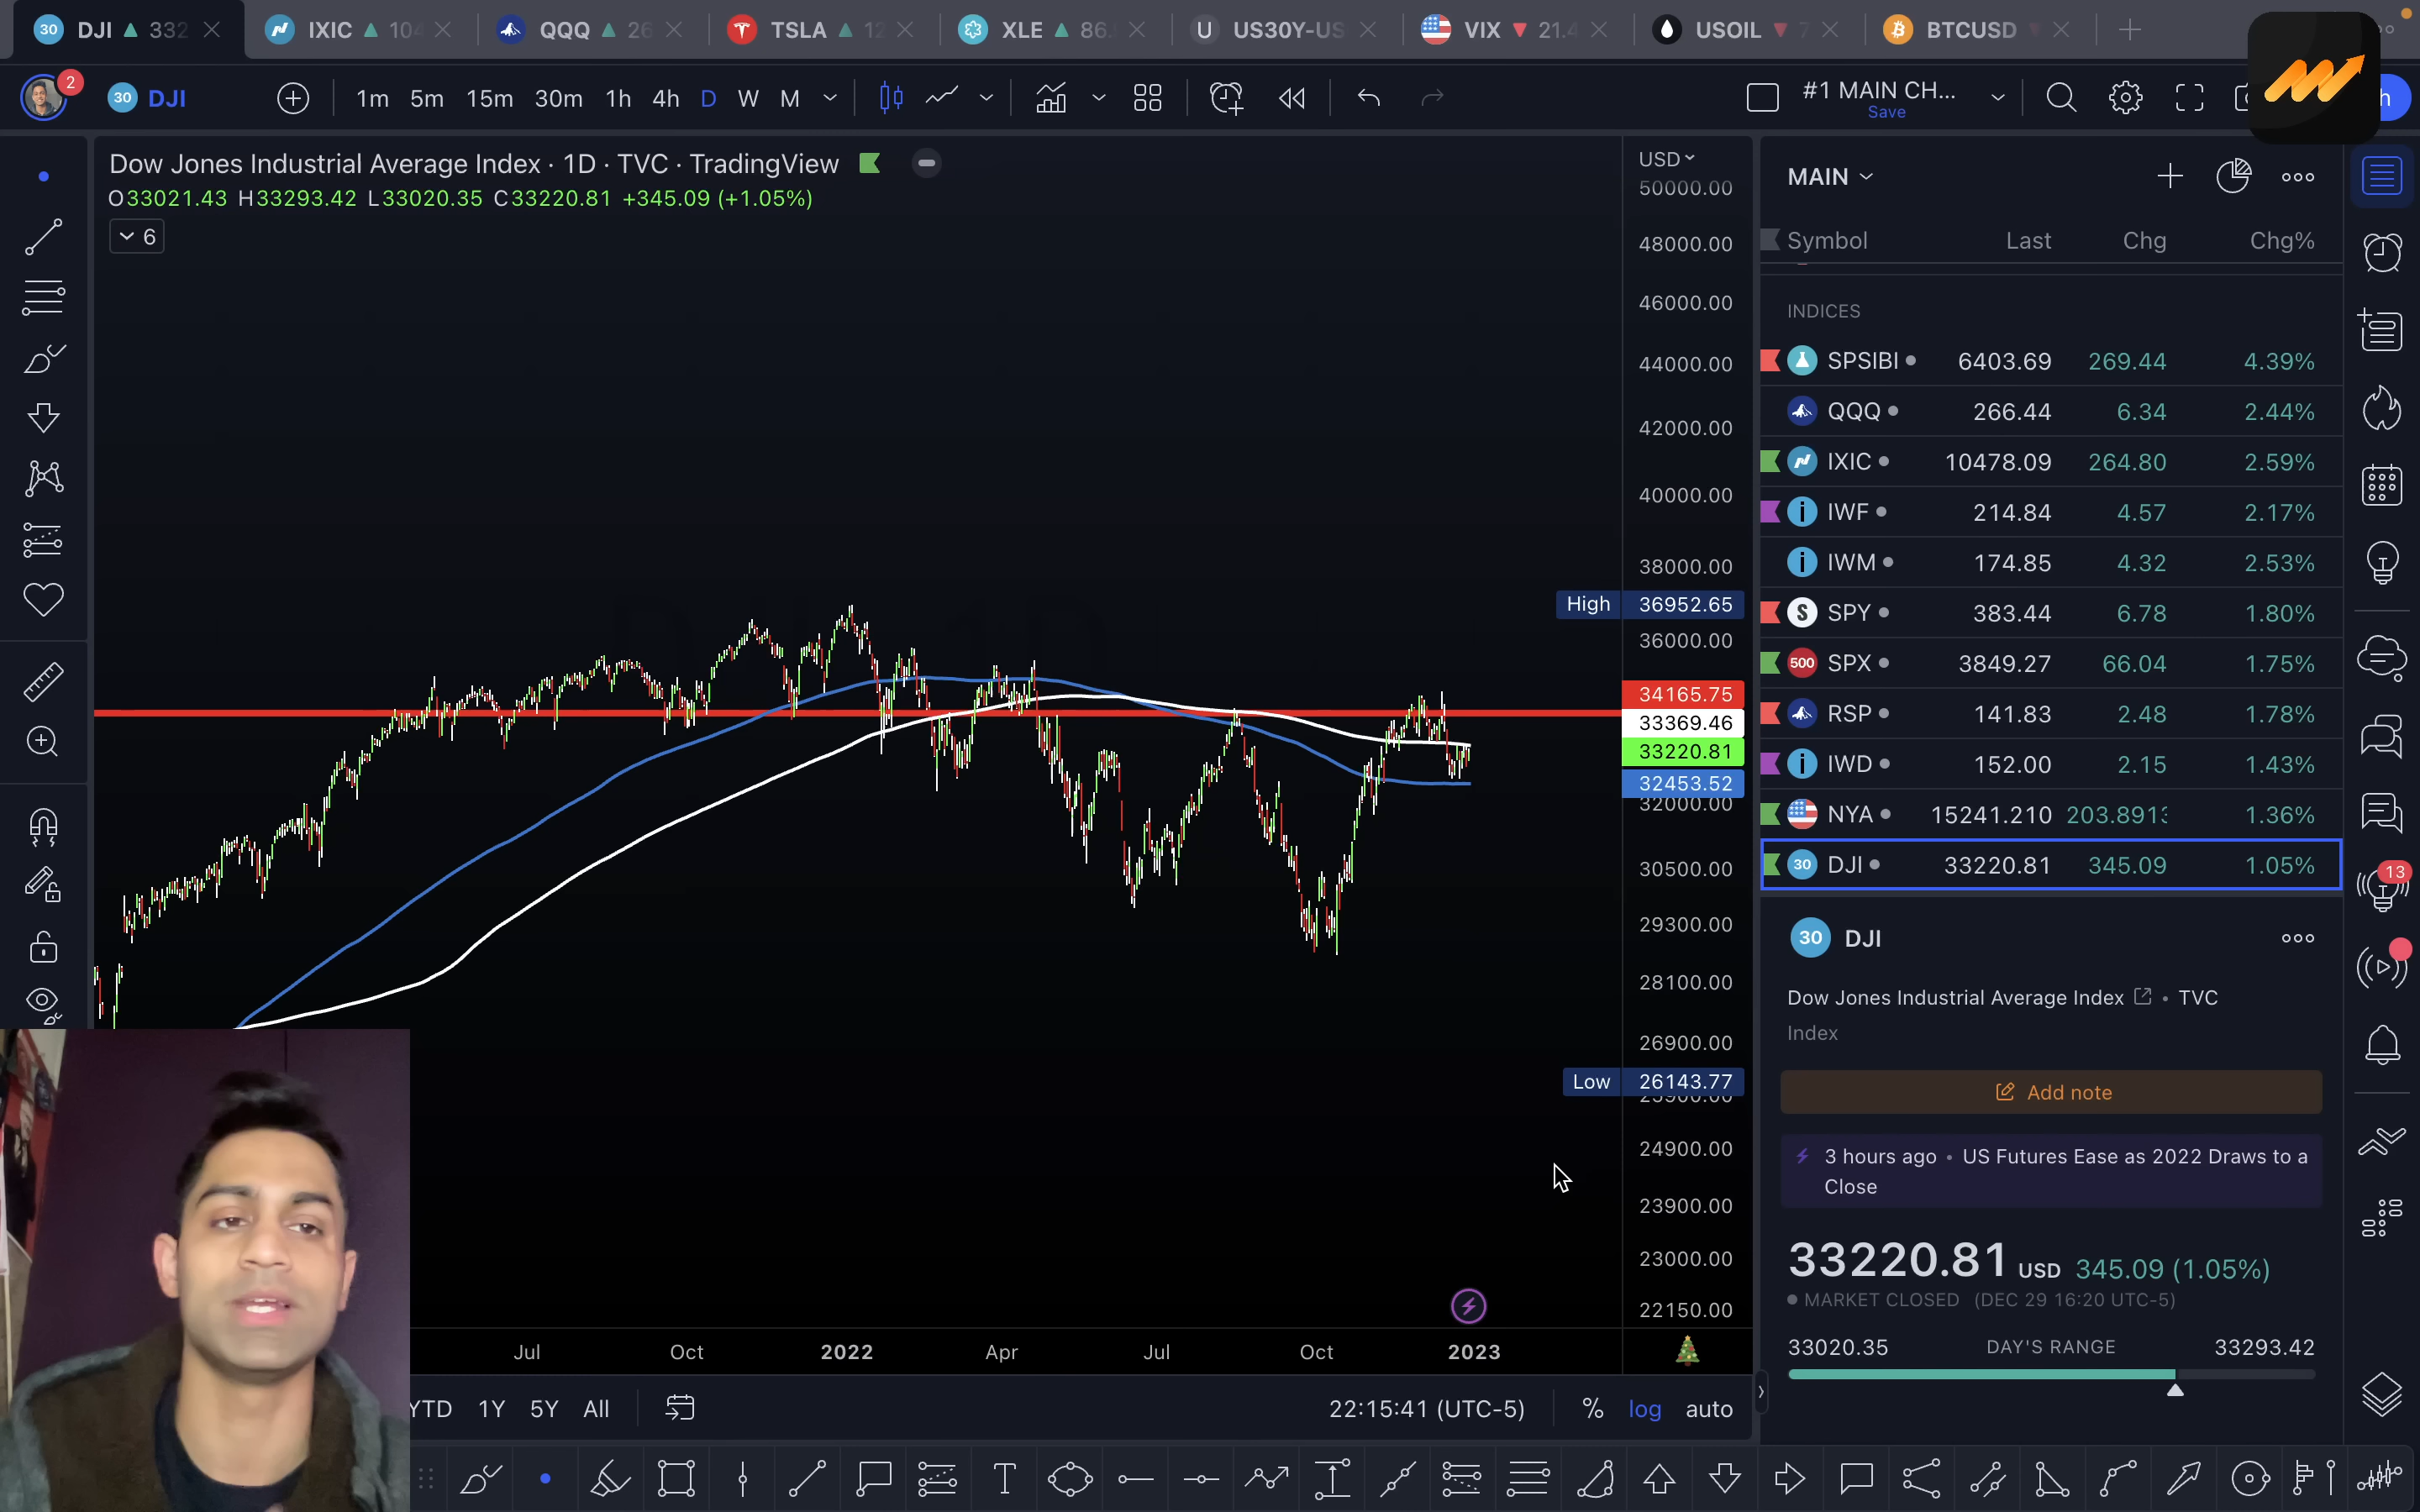 30 DJI 332 IXIC 104 QQQ 26 TSLA 12 XLE 86. U US30Y-US VIX 21.4 USOIL 7 BTCUSD
2 30 DJI 1m 5m 15m 30m 1h 4h D W M #1 MAIN CH... h
Save
Dow Jones Industrial Average Index · 1D · TVC · TradingView
O33021.43 H33293.42 L33020.35 C33220.81 +345.09 (+1.05%)
6
USD
50000.00
48000.00
46000.00
44000.00
42000.00
40000.00
38000.00
High 36952.65
36000.00
34165.75
33369.46
33220.81
32453.52
32000.00
30500.00
29300.00
28100.00
26900.00
Low 26143.77
24900.00
23900.00
23000.00
22150.00
Jul Oct 2022 Apr Jul Oct 2023
YTD 1Y 5Y All 22:15:41 (UTC-5) % log auto
MAIN
Symbol Last Chg Chg%
INDICES
SPSIBI 6403.69 269.44 4.39%
QQQ 266.44 6.34 2.44%
IXIC 10478.09 264.80 2.59%
IWF 214.84 4.57 2.17%
IWM 174.85 4.32 2.53%
S SPY 383.44 6.78 1.80%
500 SPX 3849.27 66.04 1.75%
RSP 141.83 2.48 1.78%
IWD 152.00 2.15 1.43%
NYA 15241.210 203.8913 1.36%
30 DJI 33220.81 345.09 1.05%
30 DJI
Dow Jones Industrial Average Index • TVC
Index
Add note
3 hours ago • US Futures Ease as 2022 Draws to a
Close
33220.81 USD 345.09 (1.05%)
MARKET CLOSED (DEC 29 16:20 UTC-5)
33020.35 DAY'S RANGE 33293.42
13
T